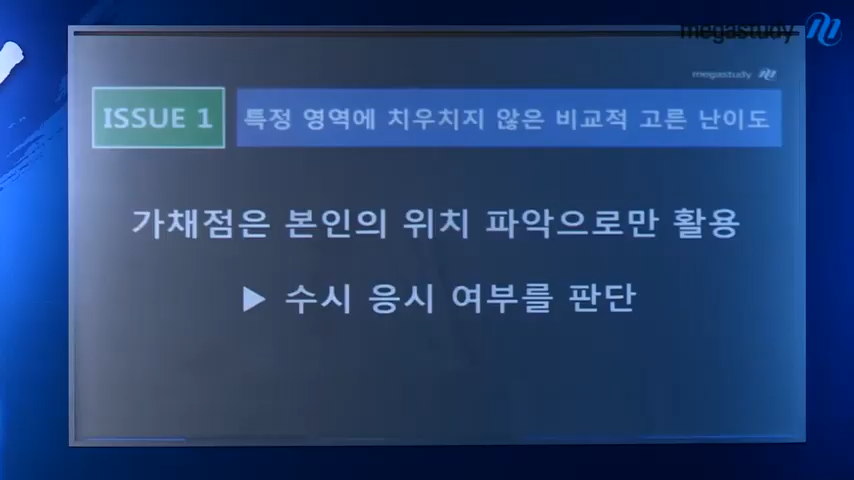 megastudy
megastudy
ISSUE 1
특정 영역에 치우치지 않은 비교적 고른 난이도
가채점은 본인의 위치 파악으로만 활용
▶ 수시 응시 여부를 판단